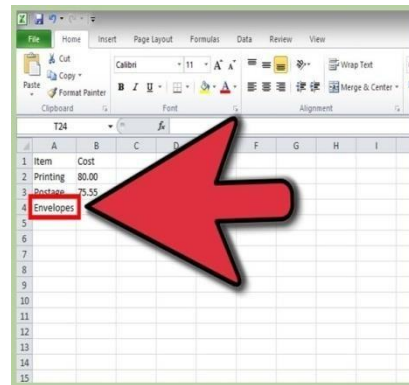 File Home Insert Page Layout Formulas Data Review View
Cut
Copy
Format Painter
Paste
Clipboard
Calibri 11 A A
B I U A
Font
Wrap Text
Merge & Center
Alignment
T24 fx
A B C D F G H I
1 Item Cost
2 Printing 80.00
3 Postage 75.55
4 Envelopes
5
6
7
8
9
10
11
12
13
14
15